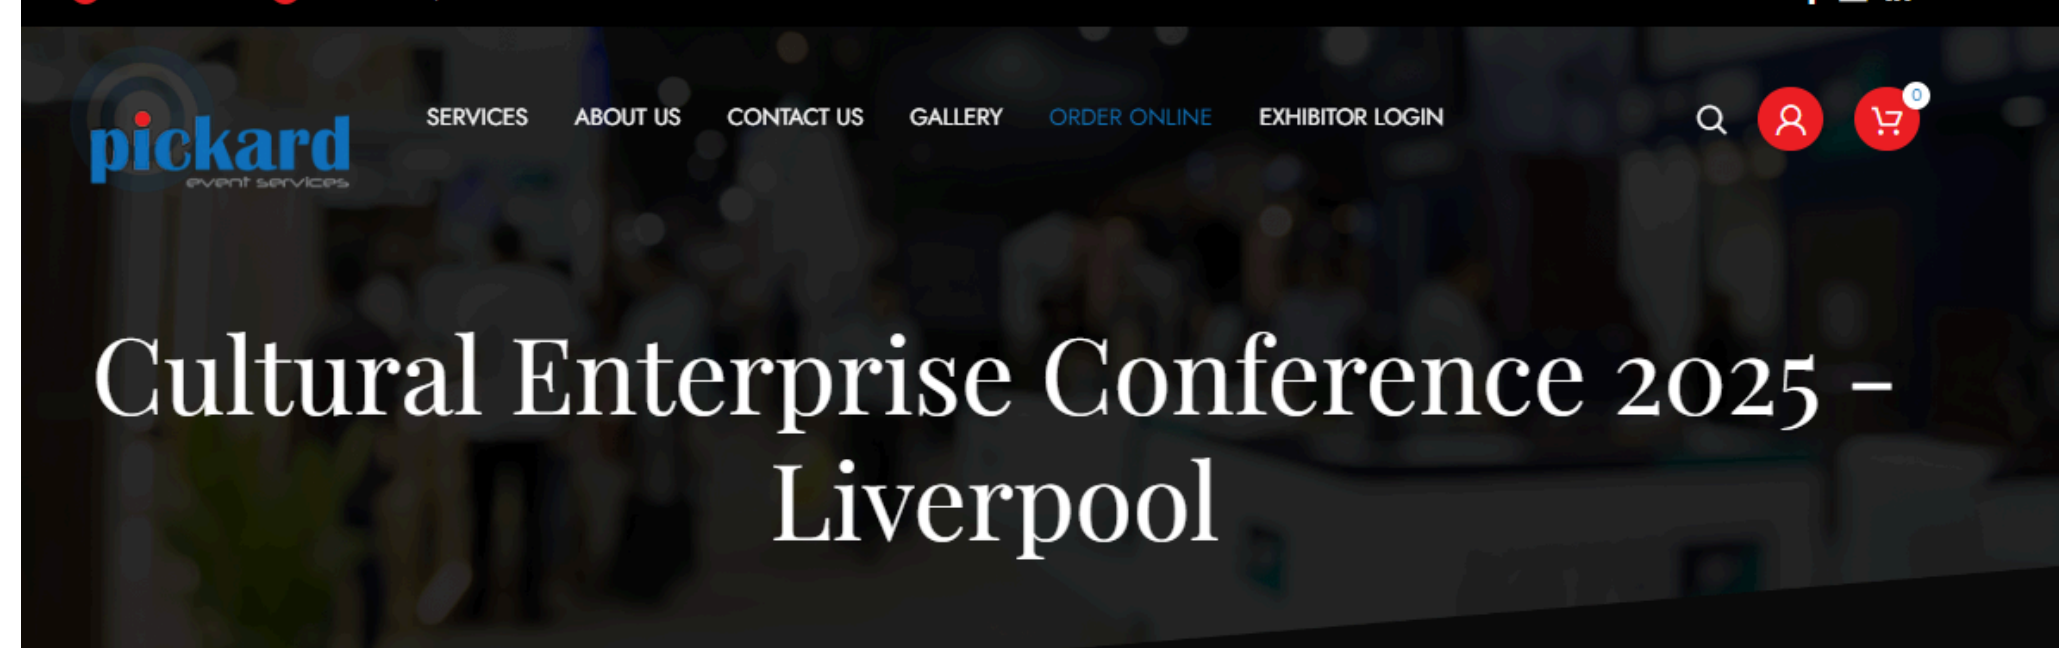 pickard
event services
SERVICES ABOUT US CONTACT US GALLERY ORDER ONLINE EXHIBITOR LOGIN
0
Cultural Enterprise Conference 2025 -
Liverpool